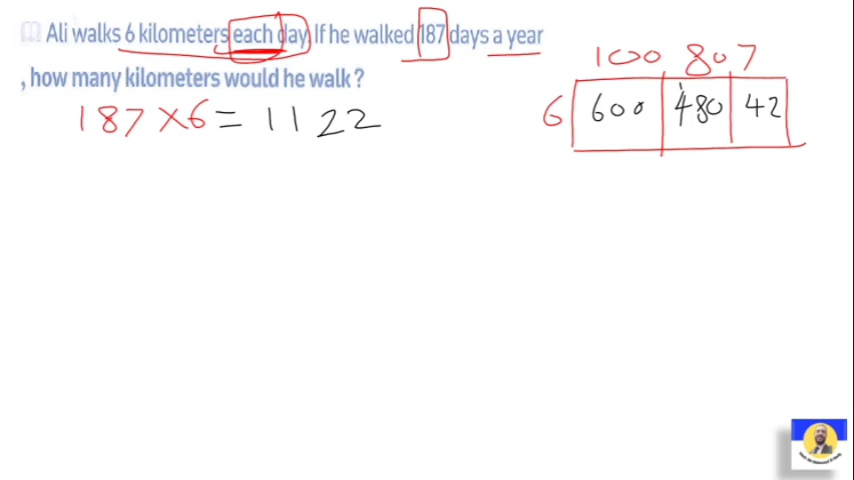 Ali walks 6 kilometers each day If he walked 187 days a year
, how many kilometers would he walk ?
187 × 6 = 1122
100 80 7
6 600 480 42